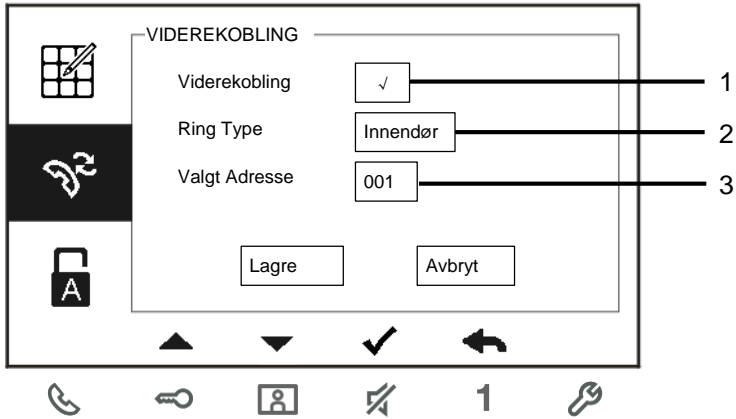 VIDEREKOBLING
Viderekobling √ 1
Ring Type Innendør 2
Valgt Adresse 001 3
Lagre Avbryt
A
1